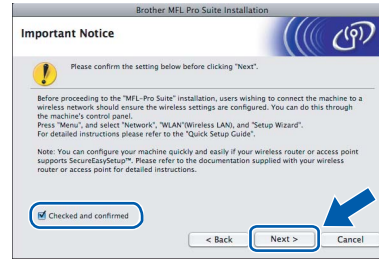 Brother MFL Pro Suite Installation
Important Notice
Please confirm the setting below before clicking "Next".
Before proceeding to the "MFL-Pro Suite" installation, users wishing to connect the machine to a
wireless network should ensure the wireless settings are configured. You can do this through
the machine's control panel.
Press "Menu", and select "Network", "WLAN"(Wireless LAN), and "Setup Wizard".
For detailed instructions please refer to the "Quick Setup Guide".
Note: You can configure your machine quickly and easily if your wireless router or access point
supports SecureEasySetup™. Please refer to the documentation supplied with your wireless
router or access point for detailed instructions.
Checked and confirmed
< Back Next > Cancel